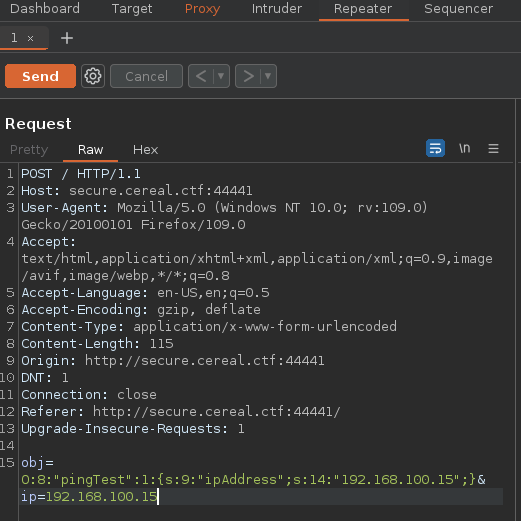 Dashboard Target Proxy Intruder Repeater Sequencer
1 × +
Send Cancel < > 
Request
Pretty Raw Hex \n
1 POST / HTTP/1.1
2 Host: secure.cereal.ctf:44441
3 User-Agent: Mozilla/5.0 (Windows NT 10.0; rv:109.0)
Gecko/20100101 Firefox/109.0
4 Accept:
text/html,application/xhtml+xml,application/xml;q=0.9,image
/avif,image/webp,*/*;q=0.8
5 Accept-Language: en-US,en;q=0.5
6 Accept-Encoding: gzip, deflate
7 Content-Type: application/x-www-form-urlencoded
8 Content-Length: 115
9 Origin: http://secure.cereal.ctf:44441
10 DNT: 1
11 Connection: close
12 Referer: http://secure.cereal.ctf:44441/
13 Upgrade-Insecure-Requests: 1
14
15 obj=
O:8:"pingTest":1:{s:9:"ipAddress";s:14:"192.168.100.15";}&
ip=192.168.100.15